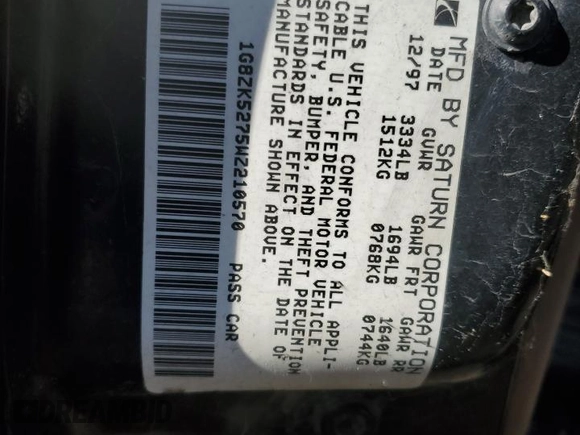 MFD BY SATURN CORPORATION
DATE GVWR GAWR FRT GAWR RR
12/97 3334LB 1694LB 1640LB
1512KG 0768KG 0744KG
THIS VEHICLE CONFORMS TO ALL APPLI-
CABLE U.S. FEDERAL MOTOR VEHICLE
SAFETY, BUMPER, AND THEFT PREVENTION
STANDARDS IN EFFECT ON THE DATE OF
MANUFACTURE SHOWN ABOVE.
1G8ZK5275WZ210570 PASS CAR
DREAMBID